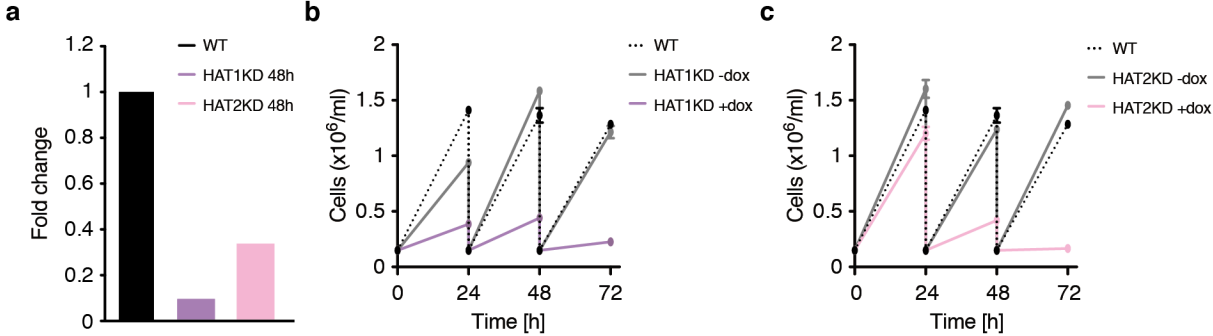 a
Fold change
1.2
1
0.8
0.6
0.4
0.2
0
WT
HAT1KD 48h
HAT2KD 48h
b
Cells (x10⁶/ml)
2
1.5
1
0.5
0
0 24 48 72
Time [h]
WT
HAT1KD -dox
HAT1KD +dox
c
Cells (x10⁶/ml)
2
1.5
1
0.5
0
0 24 48 72
Time [h]
WT
HAT2KD -dox
HAT2KD +dox